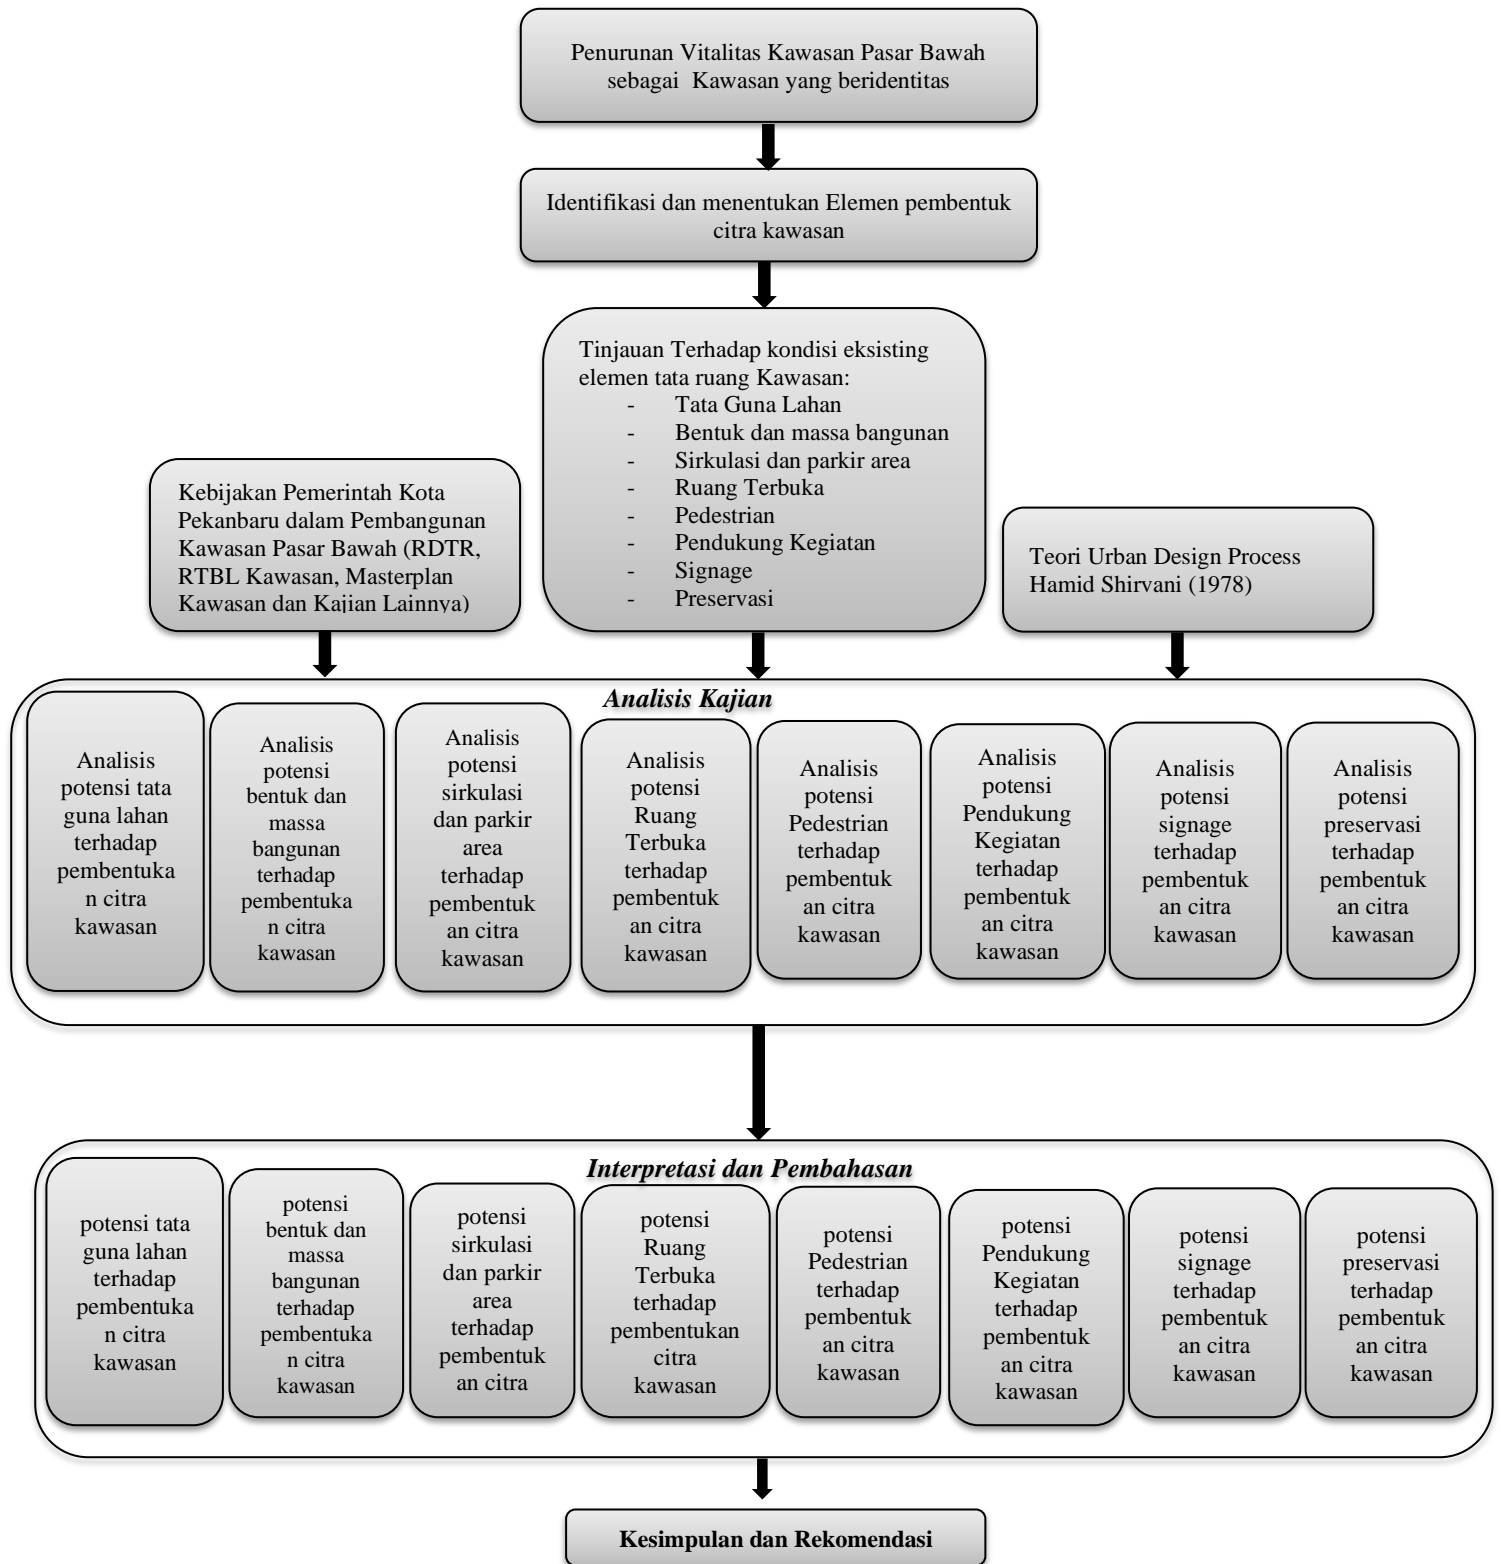 Penurunan Vitalitas Kawasan Pasar Bawah
sebagai Kawasan yang beridentitas
Identifikasi dan menentukan Elemen pembentuk
citra kawasan
Tinjauan Terhadap kondisi eksisting
elemen tata ruang Kawasan:
- Tata Guna Lahan
- Bentuk dan massa bangunan
- Sirkulasi dan parkir area
- Ruang Terbuka
- Pedestrian
- Pendukung Kegiatan
- Signage
- Preservasi
Kebijakan Pemerintah Kota
Pekanbaru dalam Pembangunan
Kawasan Pasar Bawah (RDTR,
RTBL Kawasan, Masterplan
Kawasan dan Kajian Lainnya)
Teori Urban Design Process
Hamid Shirvani (1978)
Analisis Kajian
Analisis
potensi tata
guna lahan
terhadap
pembentuka
n citra
kawasan
Analisis
potensi
bentuk dan
massa
bangunan
terhadap
pembentuka
n citra
kawasan
Analisis
potensi
sirkulasi
dan parkir
area
terhadap
pembentuk
an citra
kawasan
Analisis
potensi
Ruang
Terbuka
terhadap
pembentuk
an citra
kawasan
Analisis
potensi
Pedestrian
terhadap
pembentuk
an citra
kawasan
Analisis
potensi
Pendukung
Kegiatan
terhadap
pembentuk
an citra
kawasan
Analisis
potensi
signage
terhadap
pembentuk
an citra
kawasan
Analisis
potensi
preservasi
terhadap
pembentuk
an citra
kawasan
Interpretasi dan Pembahasan
potensi tata
guna lahan
terhadap
pembentuka
n citra
kawasan
potensi
bentuk dan
massa
bangunan
terhadap
pembentuka
n citra
kawasan
potensi
sirkulasi
dan parkir
area
terhadap
pembentuk
an citra
potensi
Ruang
Terbuka
terhadap
pembentukan
citra
kawasan
potensi
Pedestrian
terhadap
pembentuk
an citra
kawasan
potensi
Pendukung
Kegiatan
terhadap
pembentuk
an citra
kawasan
potensi
signage
terhadap
pembentuk
an citra
kawasan
potensi
preservasi
terhadap
pembentuk
an citra
kawasan
Kesimpulan dan Rekomendasi